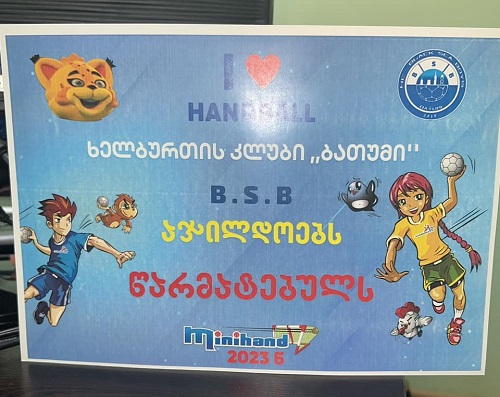 I ❤ HANDBALL
ხელბურთის კლუბი „ბათუმი"
B.S.B
აჯილდოებს
წარმატებულს
minihand
2023 წ
B S B